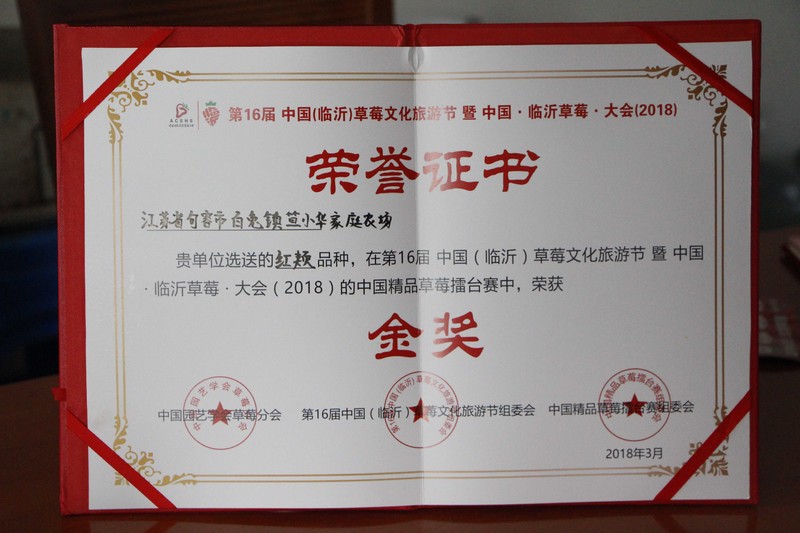 第16届 中国(临沂)草莓文化旅游节 暨 中国·临沂草莓·大会(2018)
荣誉证书
江苏省句容市白兔镇笪小华家庭农场
贵单位选送的红颊品种，在第16届 中国（临沂）草莓文化旅游节 暨 中国
·临沂草莓·大会（2018）的中国精品草莓擂台赛中，荣获
金奖
中国园艺学会草莓分会 第16届中国（临沂）草莓文化旅游节组委会 中国精品草莓擂台赛组委会
2018年3月